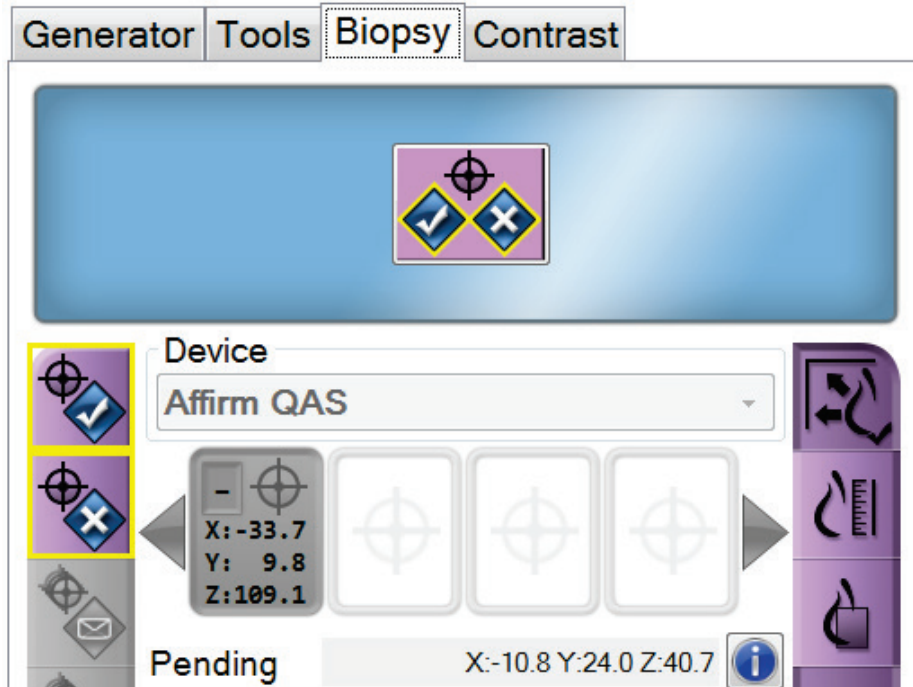 Generator Tools Biopsy Contrast
Device
Affirm QAS
-
X:-33.7
Y: 9.8
Z:109.1
Pending X:-10.8 Y:24.0 Z:40.7 i